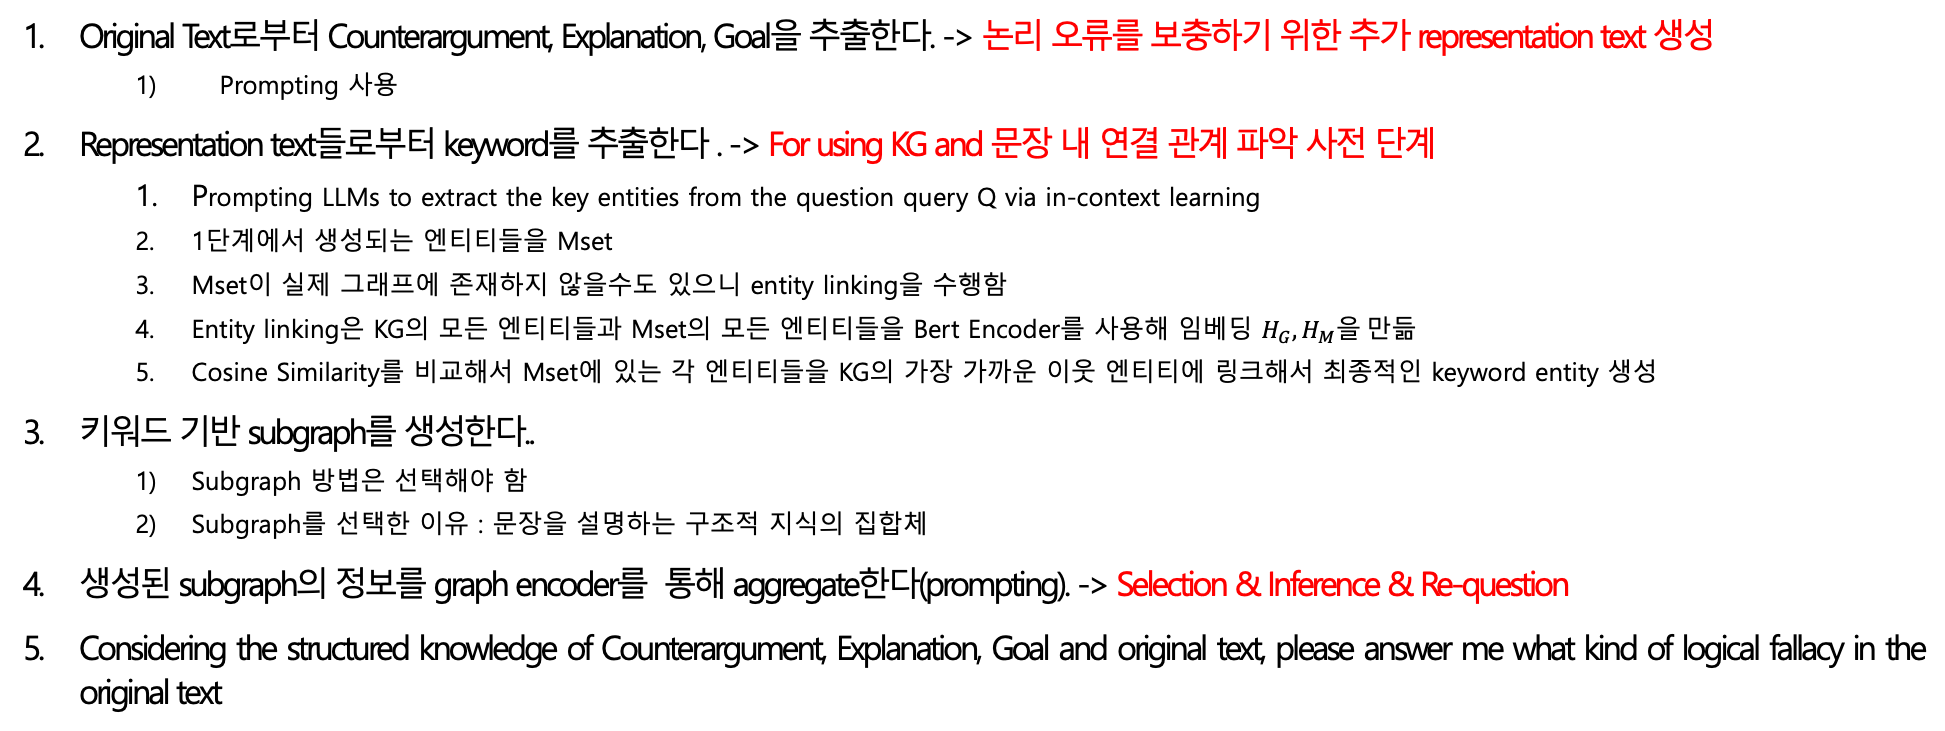 1. Original Text로부터 Counterargument, Explanation, Goal을 추출한다. -> 논리 오류를 보충하기 위한 추가 representation text 생성
1) Prompting 사용
2. Representation text들로부터 keyword를 추출한다 . -> For using KG and 문장 내 연결 관계 파악 사전 단계
1. Prompting LLMs to extract the key entities from the question query Q via in-context learning
2. 1단계에서 생성되는 엔티티들을 Mset
3. Mset이 실제 그래프에 존재하지 않을수도 있으니 entity linking을 수행함
4. Entity linking은 KG의 모든 엔티티들과 Mset의 모든 엔티티들을 Bert Encoder를 사용해 임베딩 H_G, H_M을 만듦
5. Cosine Similarity를 비교해서 Mset에 있는 각 엔티티들을 KG의 가장 가까운 이웃 엔티티에 링크해서 최종적인 keyword entity 생성
3. 키워드 기반 subgraph를 생성한다..
1) Subgraph 방법은 선택해야 함
2) Subgraph를 선택한 이유 : 문장을 설명하는 구조적 지식의 집합체
4. 생성된 subgraph의 정보를 graph encoder를 통해 aggregate한다(prompting). -> Selection & Inference & Re-question
5. Considering the structured knowledge of Counterargument, Explanation, Goal and original text, please answer me what kind of logical fallacy in the
original text